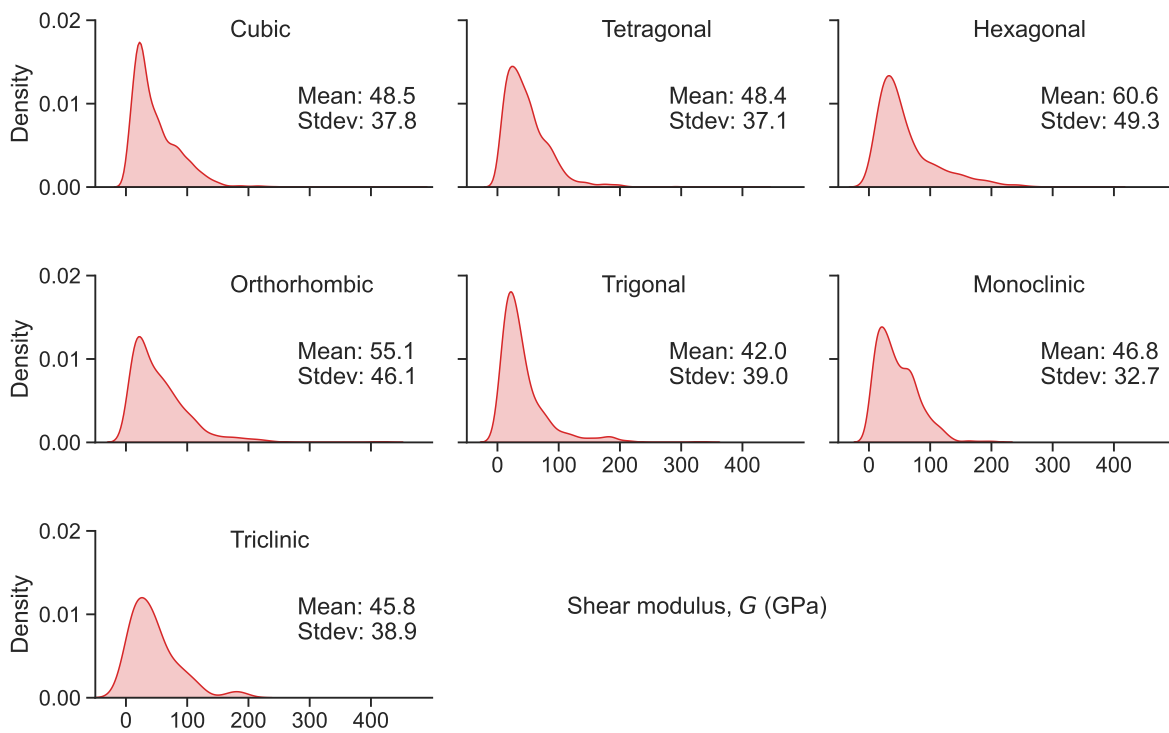 0.02
Cubic
Tetragonal
Hexagonal
Density
Mean: 48.5
Stdev: 37.8
Mean: 48.4
Stdev: 37.1
Mean: 60.6
Stdev: 49.3
0.01
0.00
0.02
Orthorhombic
Trigonal
Monoclinic
Density
Mean: 55.1
Stdev: 46.1
Mean: 42.0
Stdev: 39.0
Mean: 46.8
Stdev: 32.7
0.01
0.00
0 100 200 300 400
0 100 200 300 400
0.02
Triclinic
Density
Mean: 45.8
Stdev: 38.9
Shear modulus, G (GPa)
0.01
0.00
0 100 200 300 400